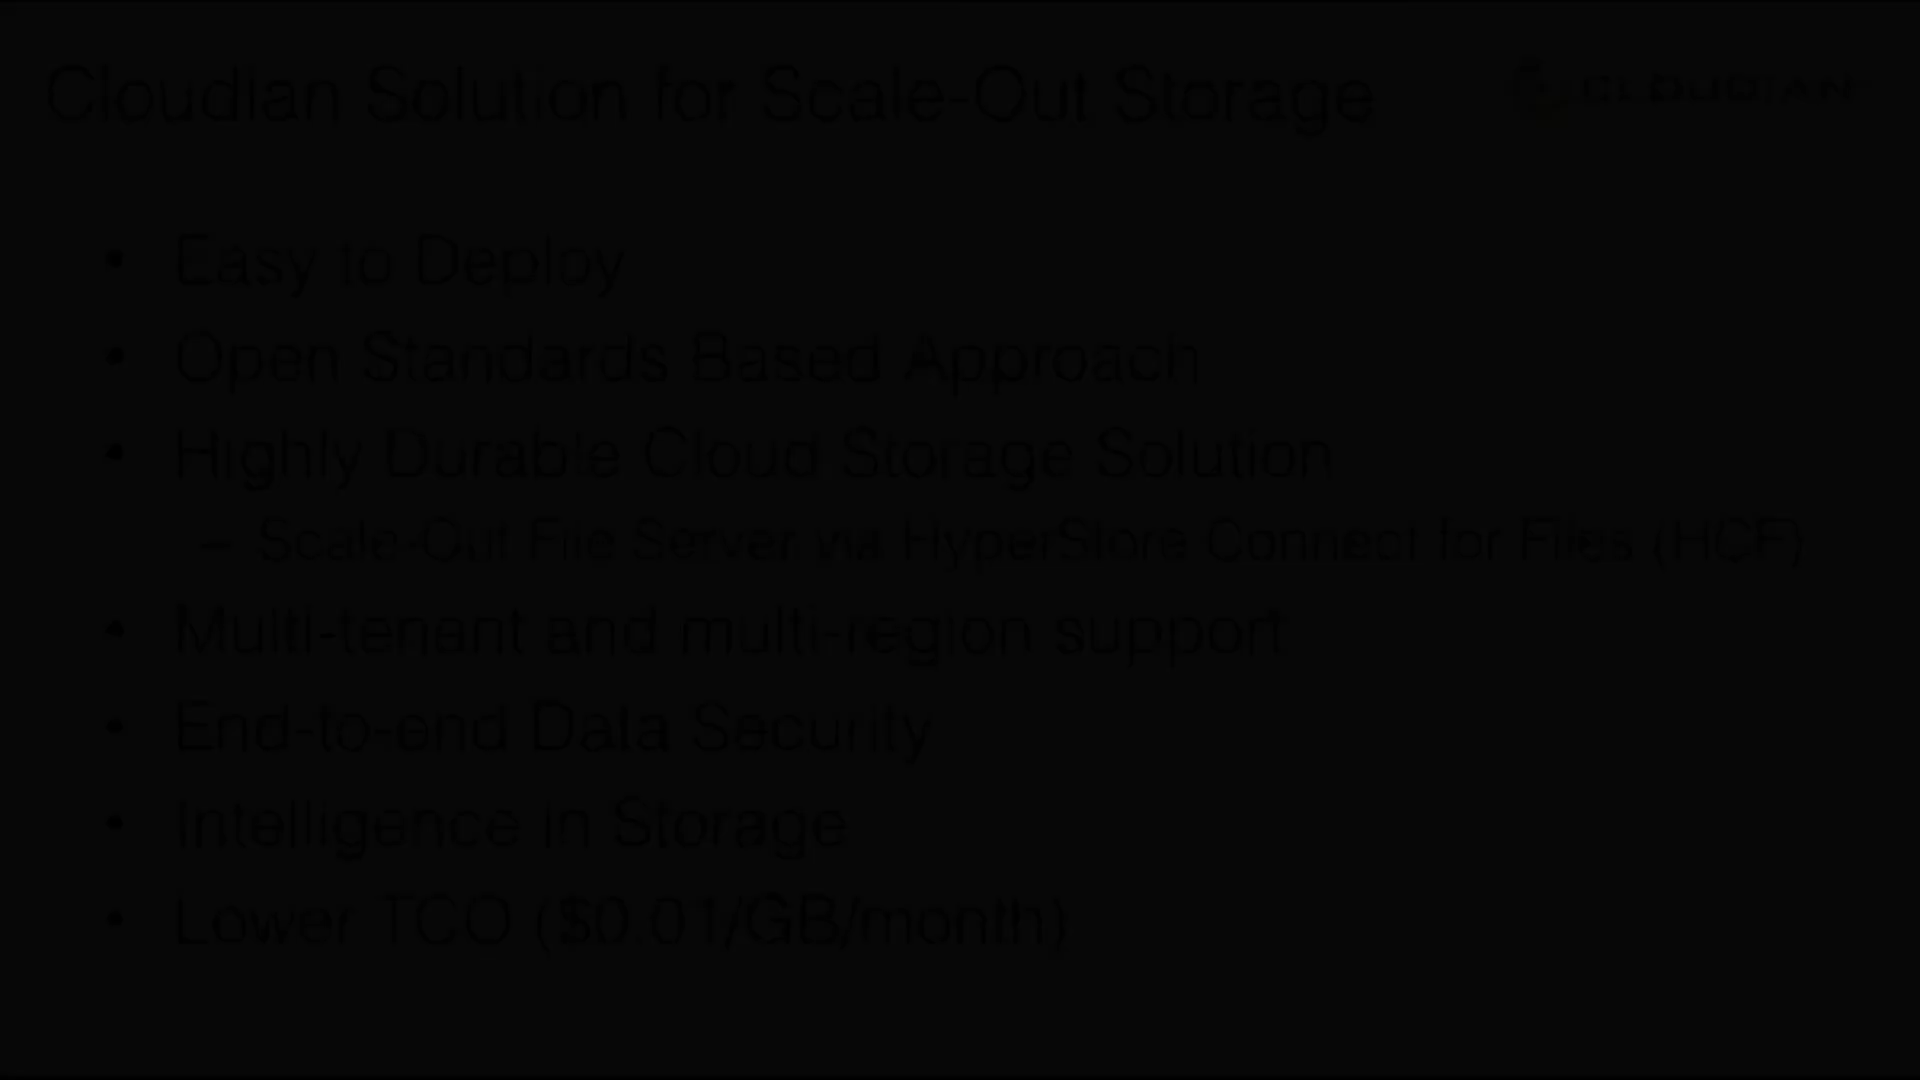 Cloudian Solution for Scale-Out Storage
CLOUDIAN
• Easy to Deploy
• Open Standards Based Approach
• Highly Durable Cloud Storage Solution
– Scale-Out File Server via HyperStore Connect for Files (HCF)
• Multi-tenant and multi-region support
• End-to-end Data Security
• Intelligence in Storage
• Lower TCO ($0.01/GB/month)